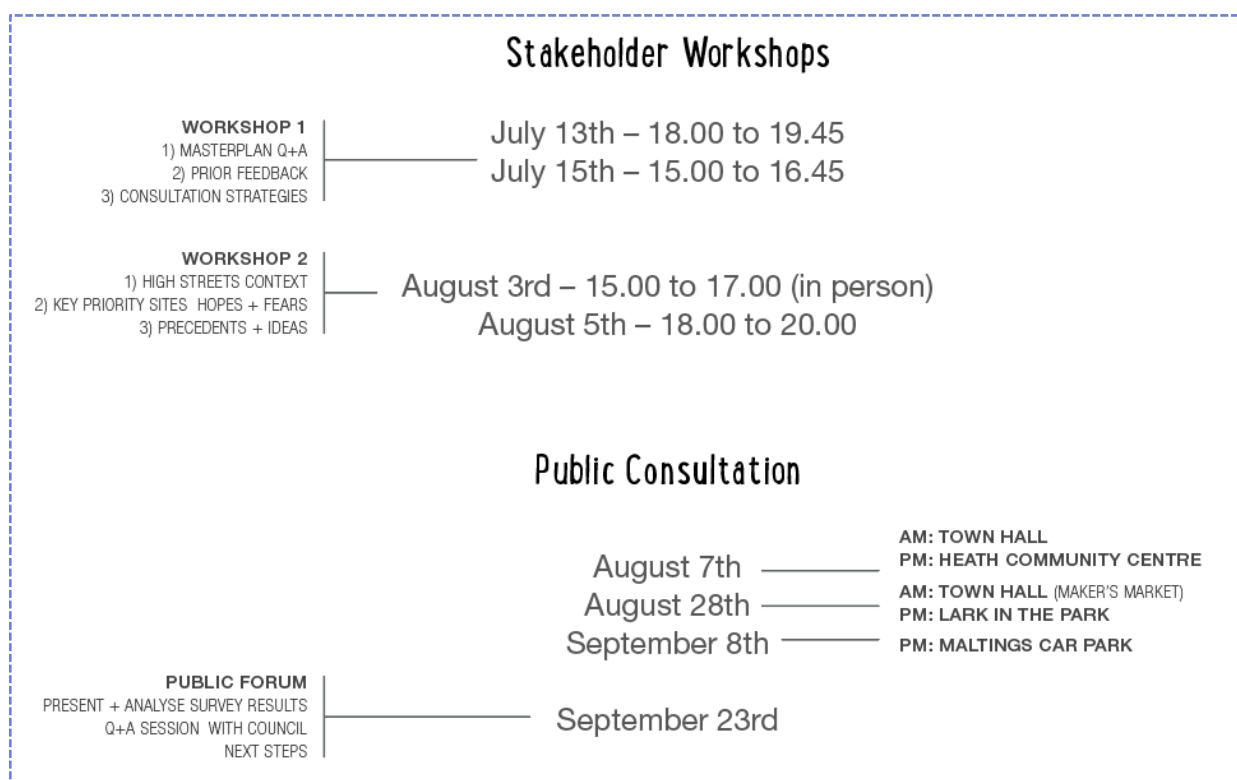 Stakeholder Workshops
WORKSHOP 1
1) MASTERPLAN Q+A
2) PRIOR FEEDBACK
3) CONSULTATION STRATEGIES
July 13th – 18.00 to 19.45
July 15th – 15.00 to 16.45
WORKSHOP 2
1) HIGH STREETS CONTEXT
2) KEY PRIORITY SITES HOPES + FEARS
3) PRECEDENTS + IDEAS
August 3rd – 15.00 to 17.00 (in person)
August 5th – 18.00 to 20.00
Public Consultation
August 7th
AM: TOWN HALL
PM: HEATH COMMUNITY CENTRE
August 28th
AM: TOWN HALL (MAKER'S MARKET)
PM: LARK IN THE PARK
September 8th
PM: MALTINGS CAR PARK
PUBLIC FORUM
PRESENT + ANALYSE SURVEY RESULTS
Q+A SESSION WITH COUNCIL
NEXT STEPS
September 23rd